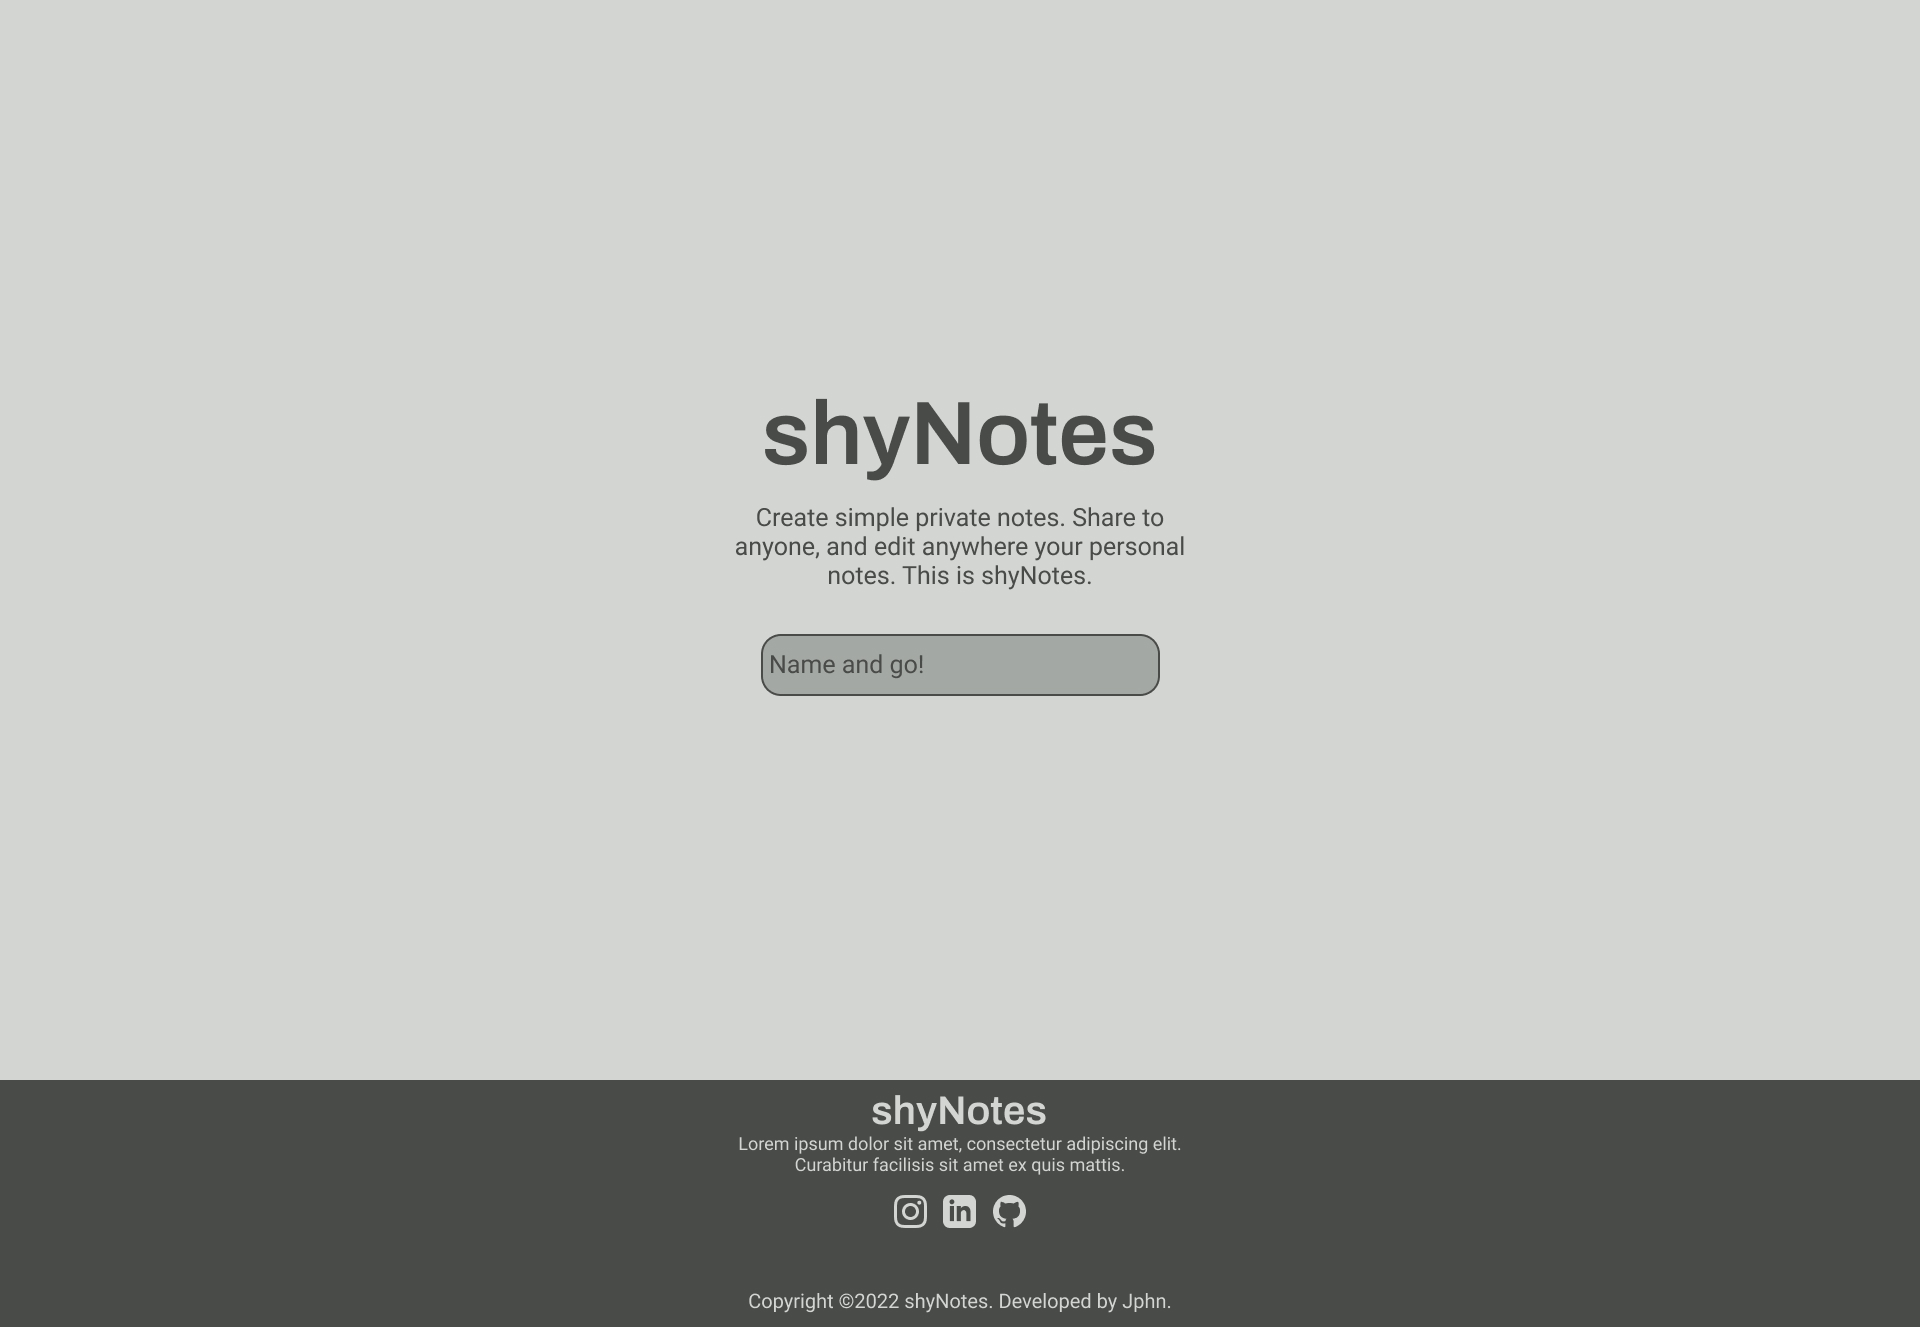 shyNotes
Create simple private notes. Share to
anyone, and edit anywhere your personal
notes. This is shyNotes.
Name and go!
shyNotes
Lorem ipsum dolor sit amet, consectetur adipiscing elit.
Curabitur facilisis sit amet ex quis mattis.
Copyright ©2022 shyNotes. Developed by Jphn.